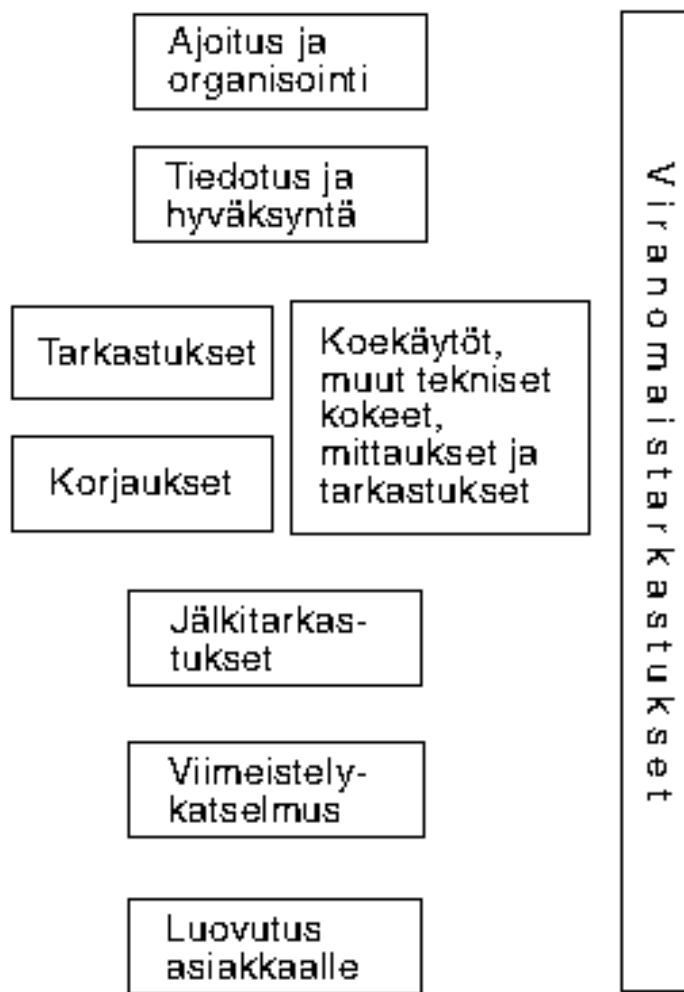 Ajoitus ja
organisointi
Tiedotus ja
hyväksyntä
Tarkastukset
Korjaukset
Koekäytöt,
muut tekniset
kokeet,
mittaukset ja
tarkastukset
Jälkitarkas-
tukset
Viimeistely-
katselmus
Luovutus
asiakkaalle
Viranomaistarkastukset